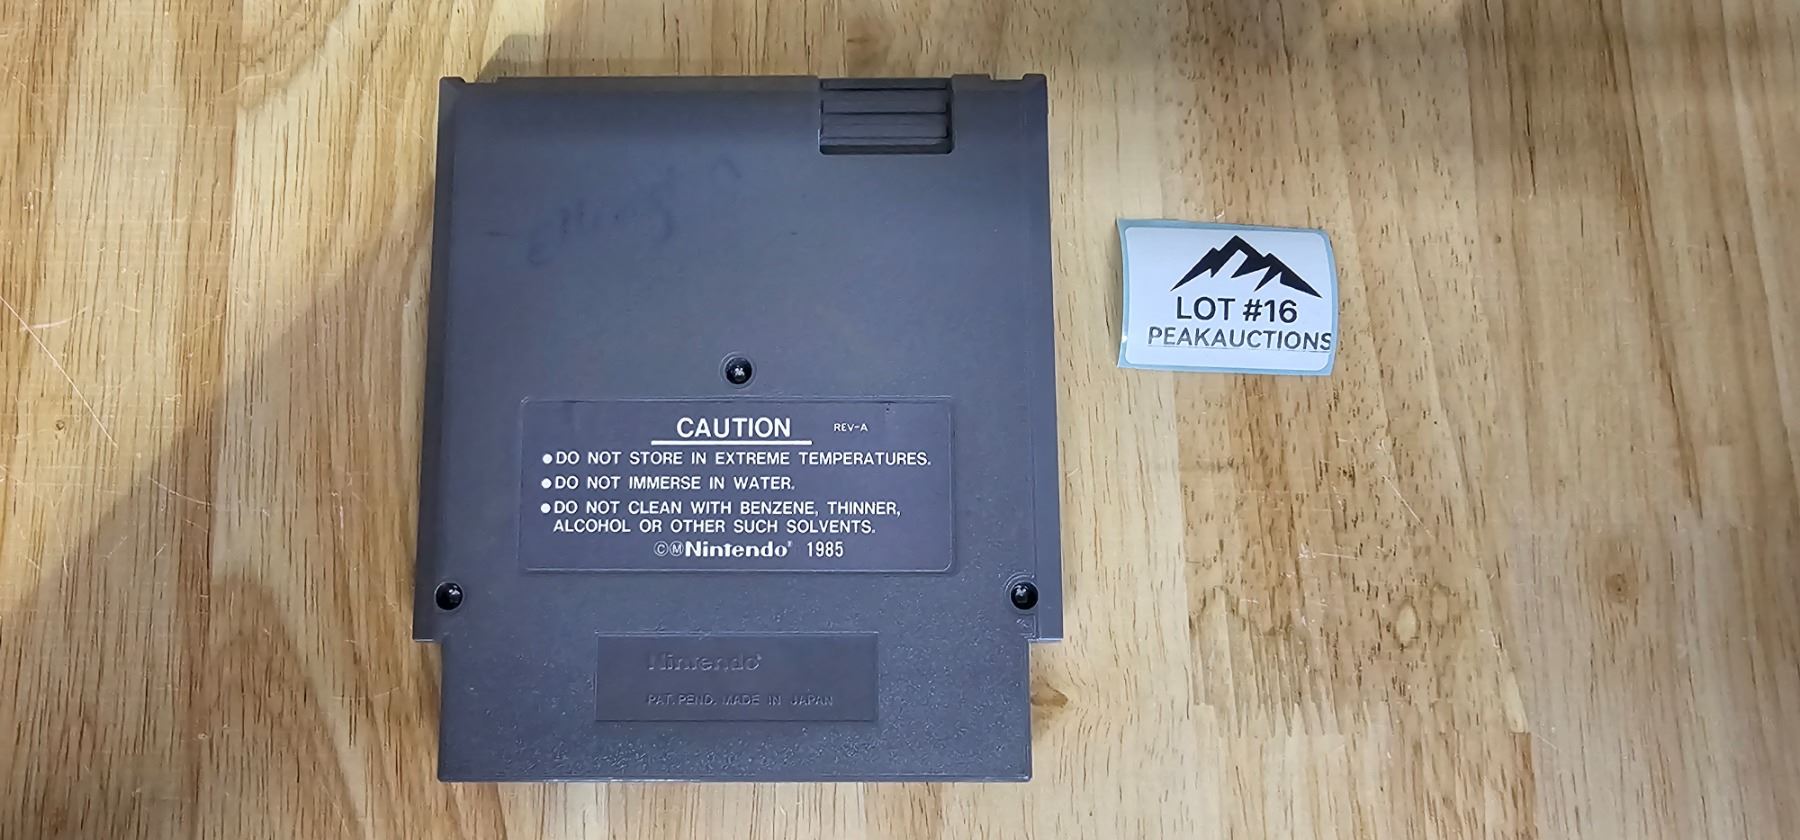 CAUTION REV-A
●DO NOT STORE IN EXTREME TEMPERATURES.
●DO NOT IMMERSE IN WATER.
●DO NOT CLEAN WITH BENZENE, THINNER,
ALCOHOL OR OTHER SUCH SOLVENTS.
©Ⓜ Nintendo® 1985
Nintendo®
PAT. PEND. MADE IN JAPAN
LOT #16
PEAKAUCTIONS